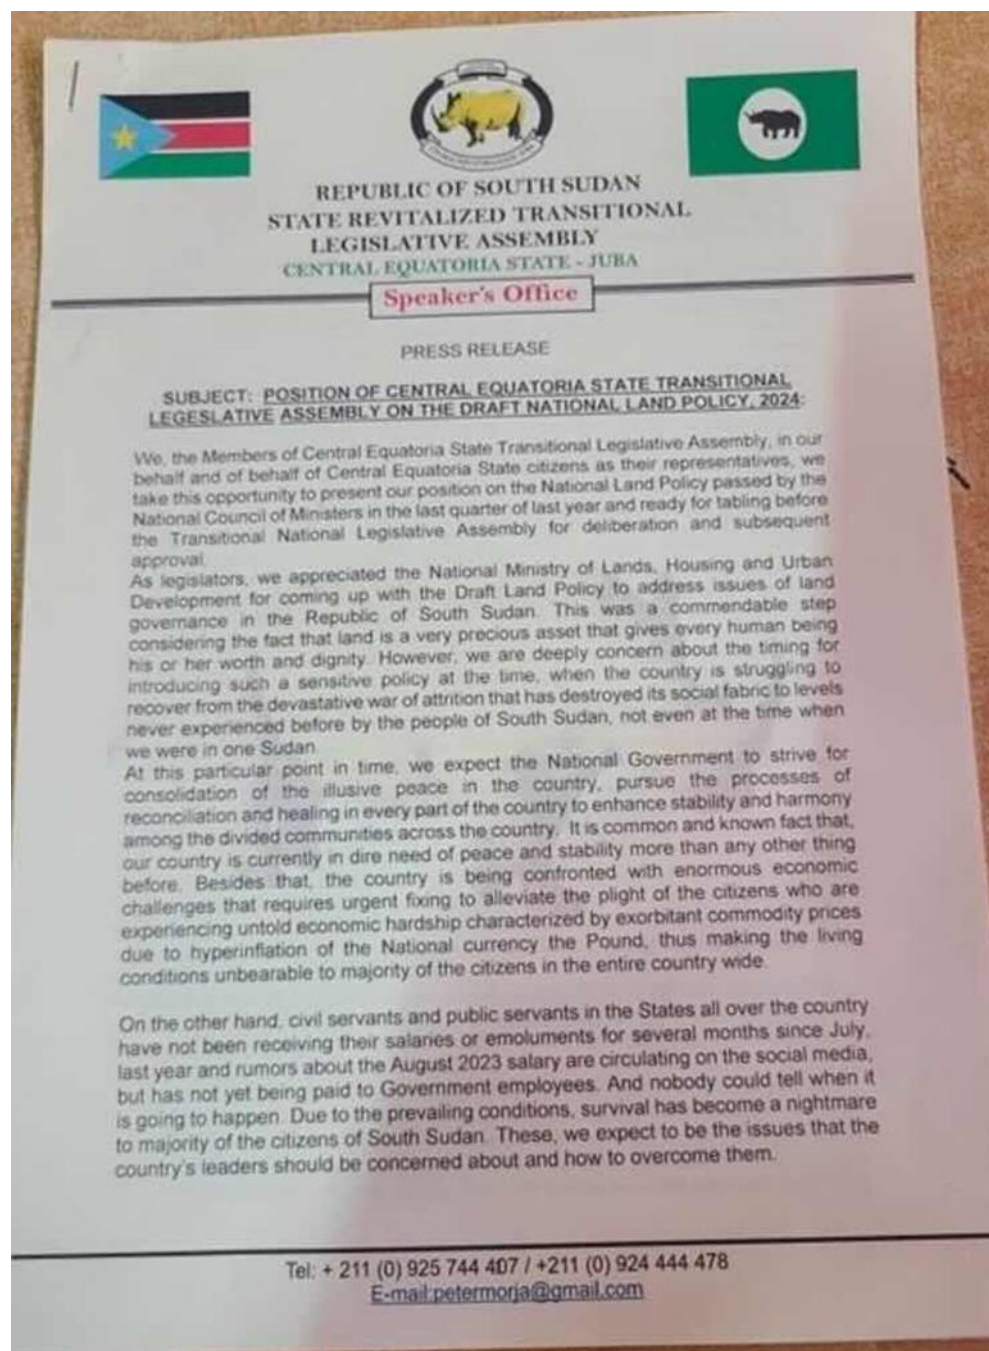 REPUBLIC OF SOUTH SUDAN
STATE REVITALIZED TRANSITIONAL
LEGISLATIVE ASSEMBLY
CENTRAL EQUATORIA STATE - JUBA
Speaker's Office
PRESS RELEASE
SUBJECT: POSITION OF CENTRAL EQUATORIA STATE TRANSITIONAL
LEGESLATIVE ASSEMBLY ON THE DRAFT NATIONAL LAND POLICY, 2024:
We, the Members of Central Equatoria State Transitional Legislative Assembly, in our
behalf and of behalf of Central Equatoria State citizens as their representatives, we
take this opportunity to present our position on the National Land Policy passed by the
National Council of Ministers in the last quarter of last year and ready for tabling before
the Transitional National Legislative Assembly for deliberation and subsequent
approval.
As legislators, we appreciated the National Ministry of Lands, Housing and Urban
Development for coming up with the Draft Land Policy to address issues of land
governance in the Republic of South Sudan. This was a commendable step
considering the fact that land is a very precious asset that gives every human being
his or her worth and dignity. However, we are deeply concern about the timing for
introducing such a sensitive policy at the time, when the country is struggling to
recover from the devastative war of attrition that has destroyed its social fabric to levels
never experienced before by the people of South Sudan, not even at the time when
we were in one Sudan.
At this particular point in time, we expect the National Government to strive for
consolidation of the illusive peace in the country, pursue the processes of
reconciliation and healing in every part of the country to enhance stability and harmony
among the divided communities across the country. It is common and known fact that,
our country is currently in dire need of peace and stability more than any other thing
before. Besides that, the country is being confronted with enormous economic
challenges that requires urgent fixing to alleviate the plight of the citizens who are
experiencing untold economic hardship characterized by exorbitant commodity prices
due to hyperinflation of the National currency the Pound, thus making the living
conditions unbearable to majority of the citizens in the entire country wide.
On the other hand, civil servants and public servants in the States all over the country
have not been receiving their salaries or emoluments for several months since July,
last year and rumors about the August 2023 salary are circulating on the social media,
but has not yet being paid to Government employees. And nobody could tell when it
is going to happen. Due to the prevailing conditions, survival has become a nightmare
to majority of the citizens of South Sudan. These, we expect to be the issues that the
country's leaders should be concerned about and how to overcome them.
Tel: + 211 (0) 925 744 407 / +211 (0) 924 444 478
E-mail:petermorja@gmail.com